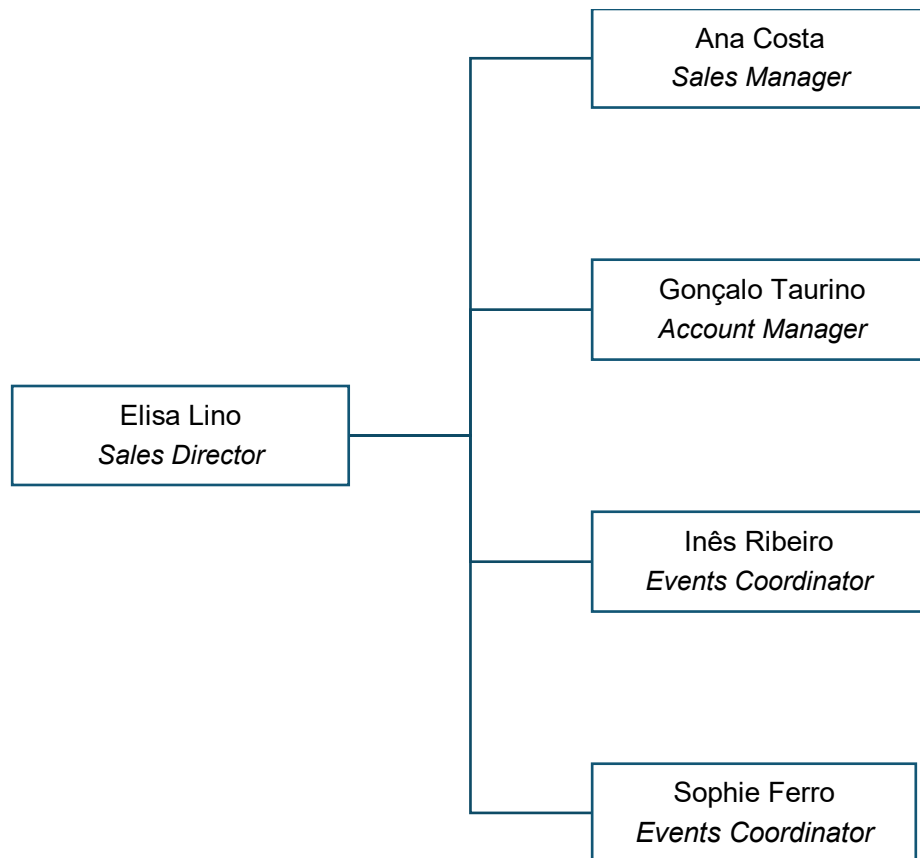 Ana Costa
Sales Manager
Gonçalo Taurino
Account Manager
Elisa Lino
Sales Director
Inês Ribeiro
Events Coordinator
Sophie Ferro
Events Coordinator